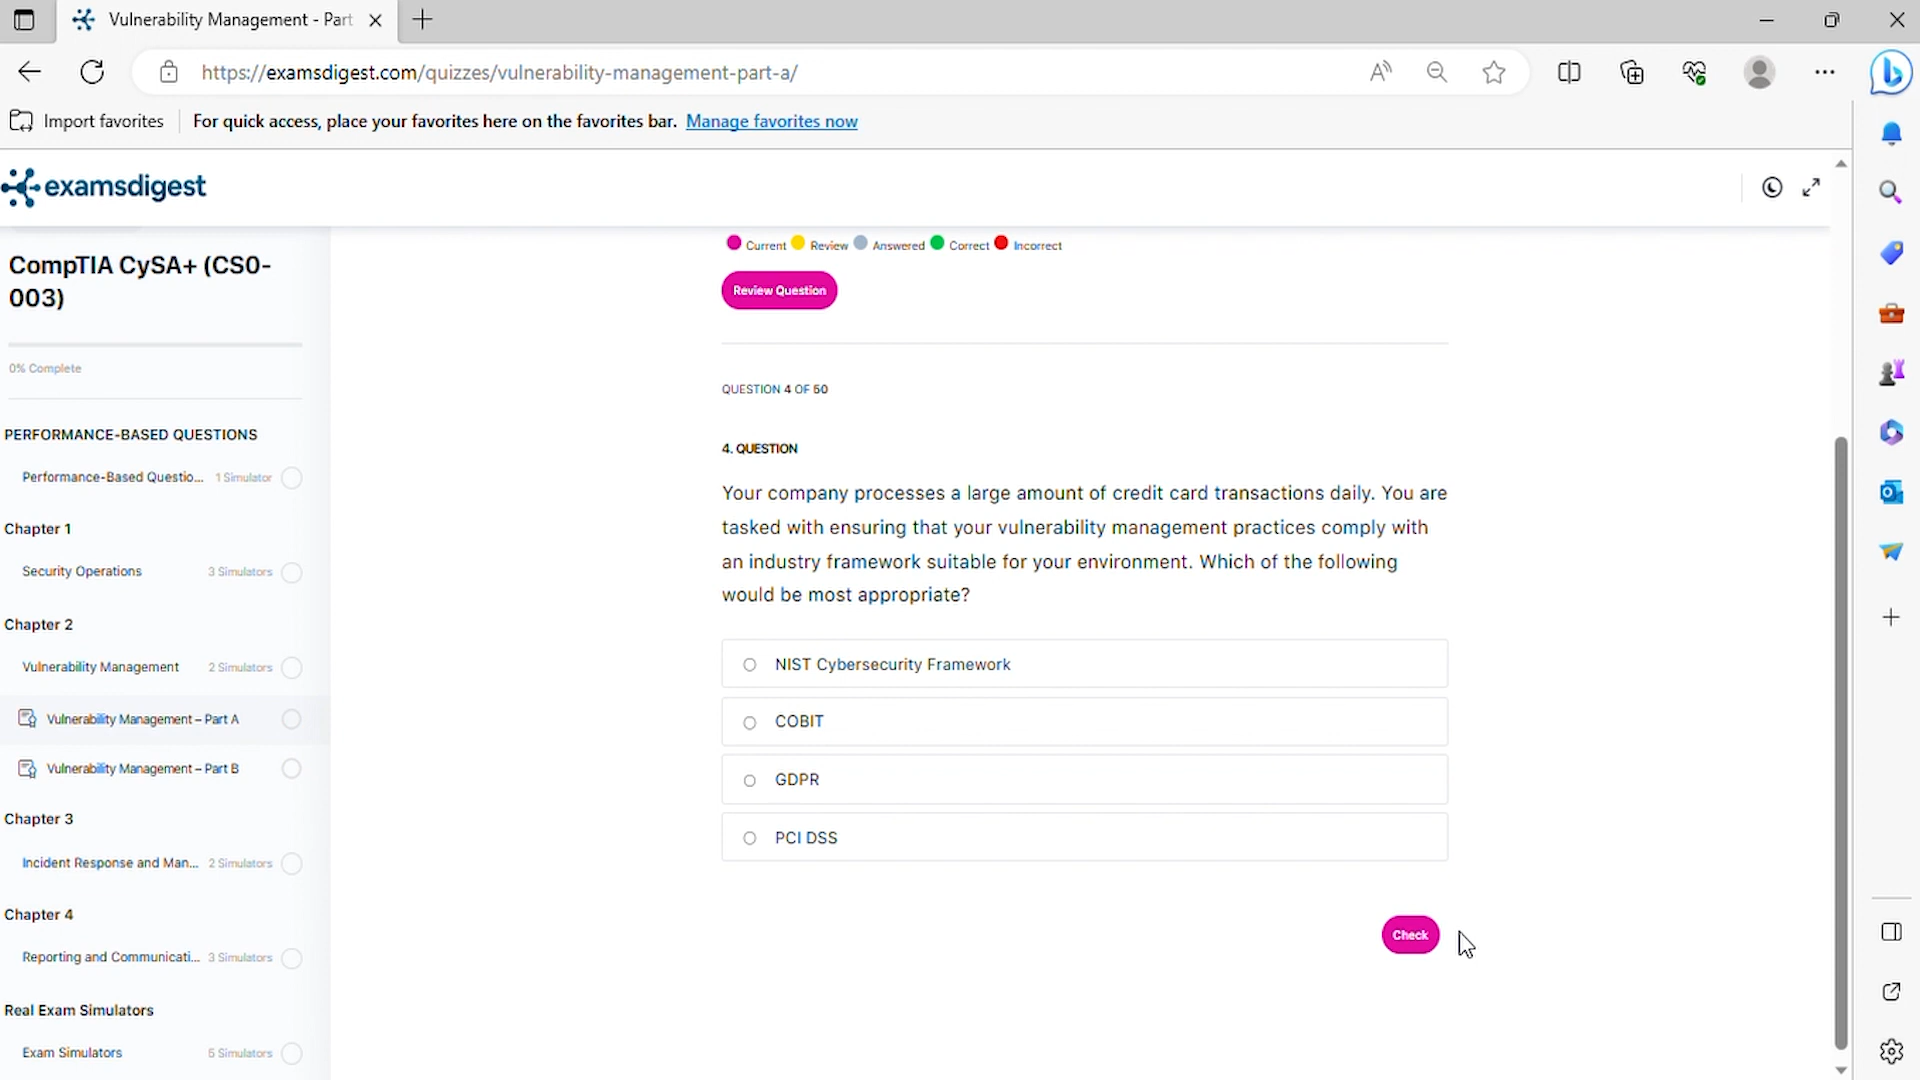 Vulnerability Management - Part
https://examsdigest.com/quizzes/vulnerability-management-part-a/
Import favorites
For quick access, place your favorites here on the favorites bar. Manage favorites now
examsdigest
CompTIA CySA+ (CS0-
003)
0% Complete
PERFORMANCE-BASED QUESTIONS
Performance-Based Questio... 1 Simulator
Chapter 1
Security Operations 3 Simulators
Chapter 2
Vulnerability Management 2 Simulators
Vulnerability Management – Part A
Vulnerability Management – Part B
Chapter 3
Incident Response and Man... 2 Simulators
Chapter 4
Reporting and Communicati... 3 Simulators
Real Exam Simulators
Exam Simulators 5 Simulators
Current Review Answered Correct Incorrect
Review Question
QUESTION 4 OF 50
4. QUESTION
Your company processes a large amount of credit card transactions daily. You are
tasked with ensuring that your vulnerability management practices comply with
an industry framework suitable for your environment. Which of the following
would be most appropriate?
NIST Cybersecurity Framework
COBIT
GDPR
PCI DSS
Check